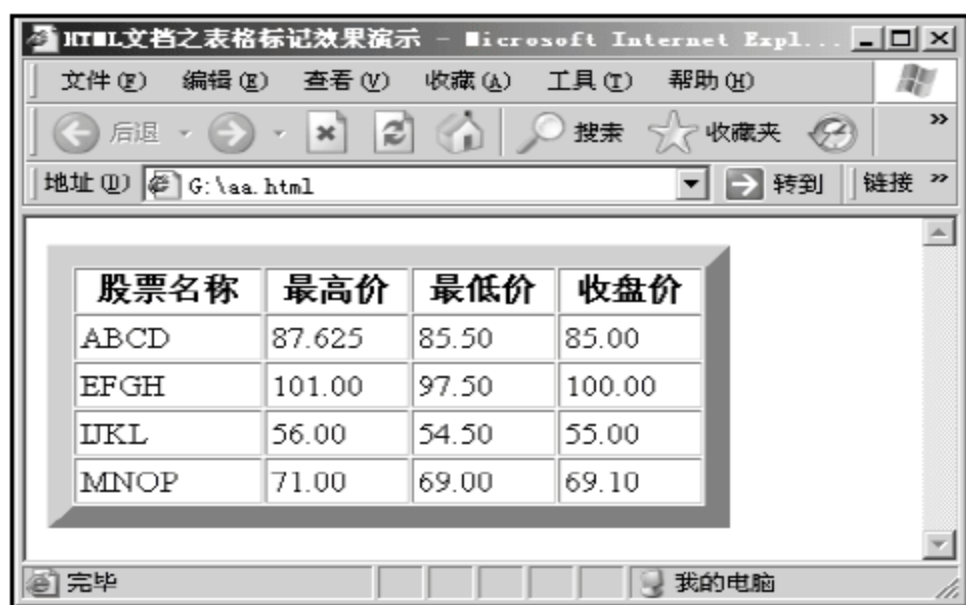 HTML文档之表格标记效果演示 - Microsoft Internet Expl...
文件(F) 编辑(E) 查看(V) 收藏(A) 工具(T) 帮助(H)
后退 搜索 收藏夹 »
地址(D) G:\aa.html 转到 链接 »
股票名称 最高价 最低价 收盘价
ABCD 87.625 85.50 85.00
EFGH 101.00 97.50 100.00
IJKL 56.00 54.50 55.00
MNOP 71.00 69.00 69.10
完毕 我的电脑